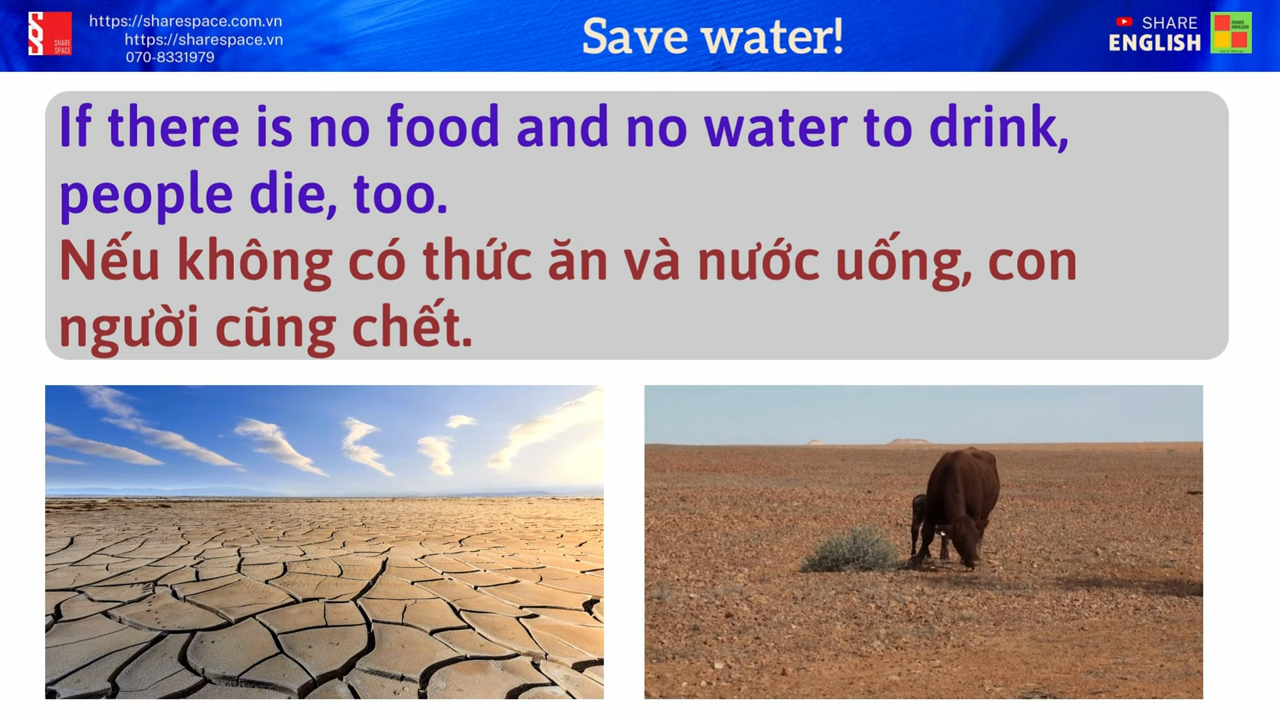 https://sharespace.com.vn
https://sharespace.vn
070-8331979
SHARE
SPACE
Save water!
SHARE
ENGLISH
If there is no food and no water to drink,
people die, too.
Nếu không có thức ăn và nước uống, con
người cũng chết.